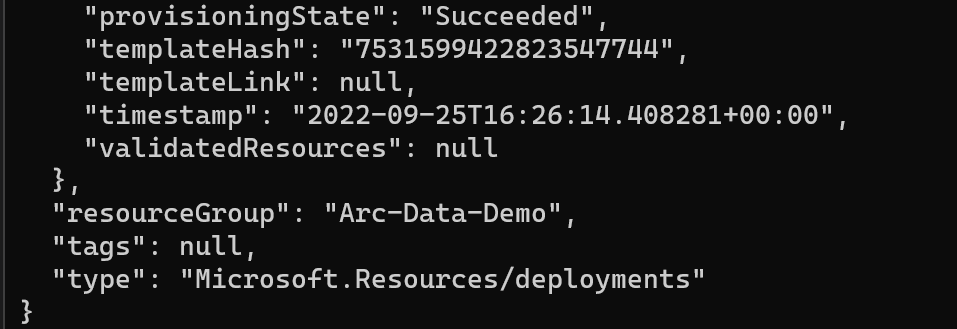 "provisioningState": "Succeeded",
"templateHash": "7531599422823547744",
"templateLink": null,
"timestamp": "2022-09-25T16:26:14.408281+00:00",
"validatedResources": null
},
"resourceGroup": "Arc-Data-Demo",
"tags": null,
"type": "Microsoft.Resources/deployments"
}